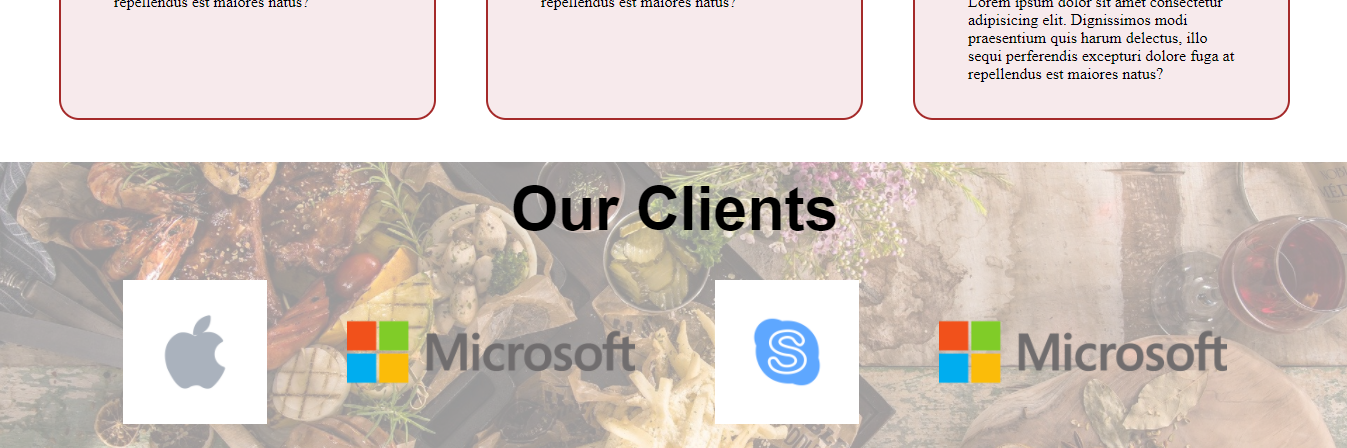 repellendus est maiores natus?
repellendus est maiores natus?
Lorem ipsum dolor sit amet consectetur
adipisicing elit. Dignissimos modi
praesentium quis harum delectus, illo
sequi perferendis excepturi dolore fuga at
repellendus est maiores natus?
Our Clients
Microsoft
S
Microsoft